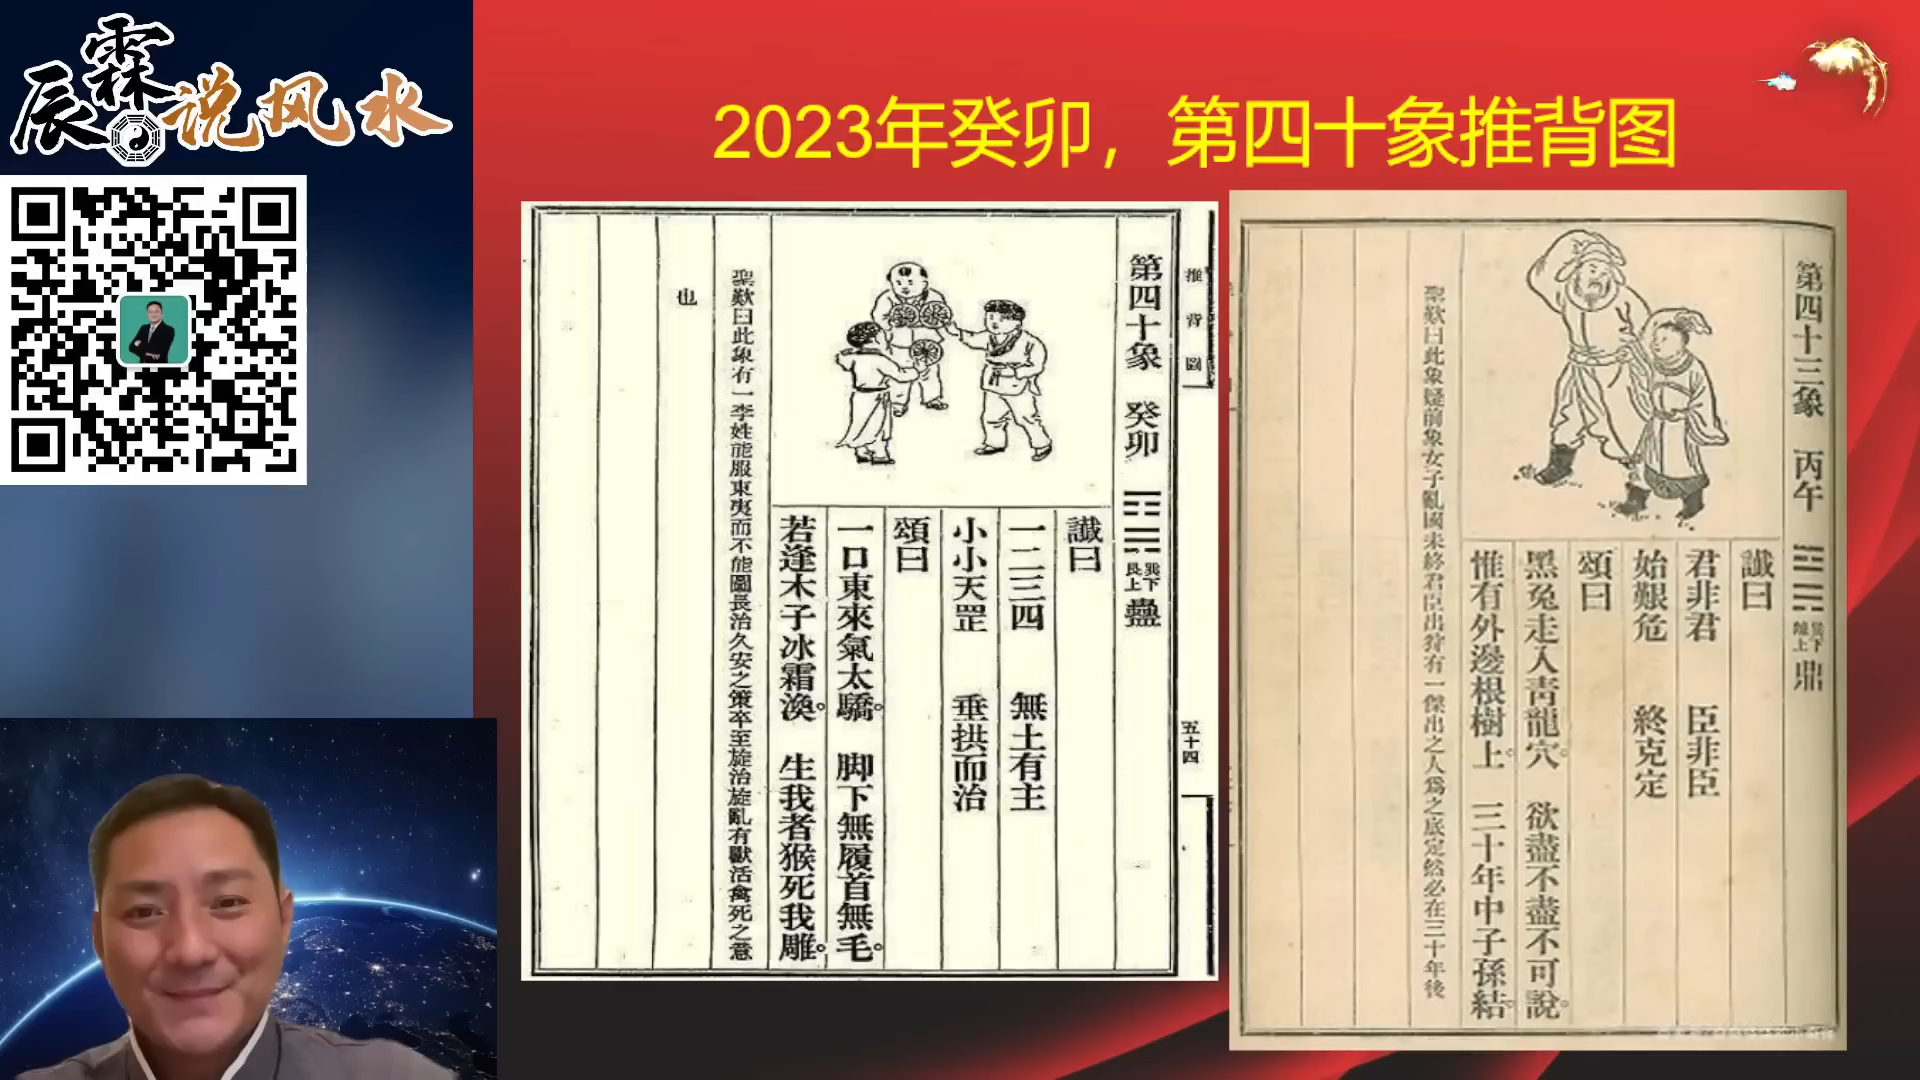 辰霖说风水
2023年癸卯，第四十象推背图
推背圖
五十四
第四十象 癸卯 巽下艮上 蠱
讖曰
一二三四 無土有主
小小天罡 垂拱而治
頌曰
一口東來氣太驕。 脚下無履首無毛。
若逢木子冰霜渙。 生我者猴死我雕。
聖歎曰此象有一李姓能服東夷而不能圖長治久安之策卒至旋治旋亂有獸活禽死之意
也
第四十三象 丙午 巽下離上 鼎
讖曰
君非君 臣非臣
始艱危 終克定
頌曰
黑兔走入青龍穴。 欲盡不盡不可說。
惟有外邊根樹上。 三十年中子孫結。
聖歎曰此象疑前象女子亂國未終君臣出狩有一傑出之人為之底定然必在三十年後